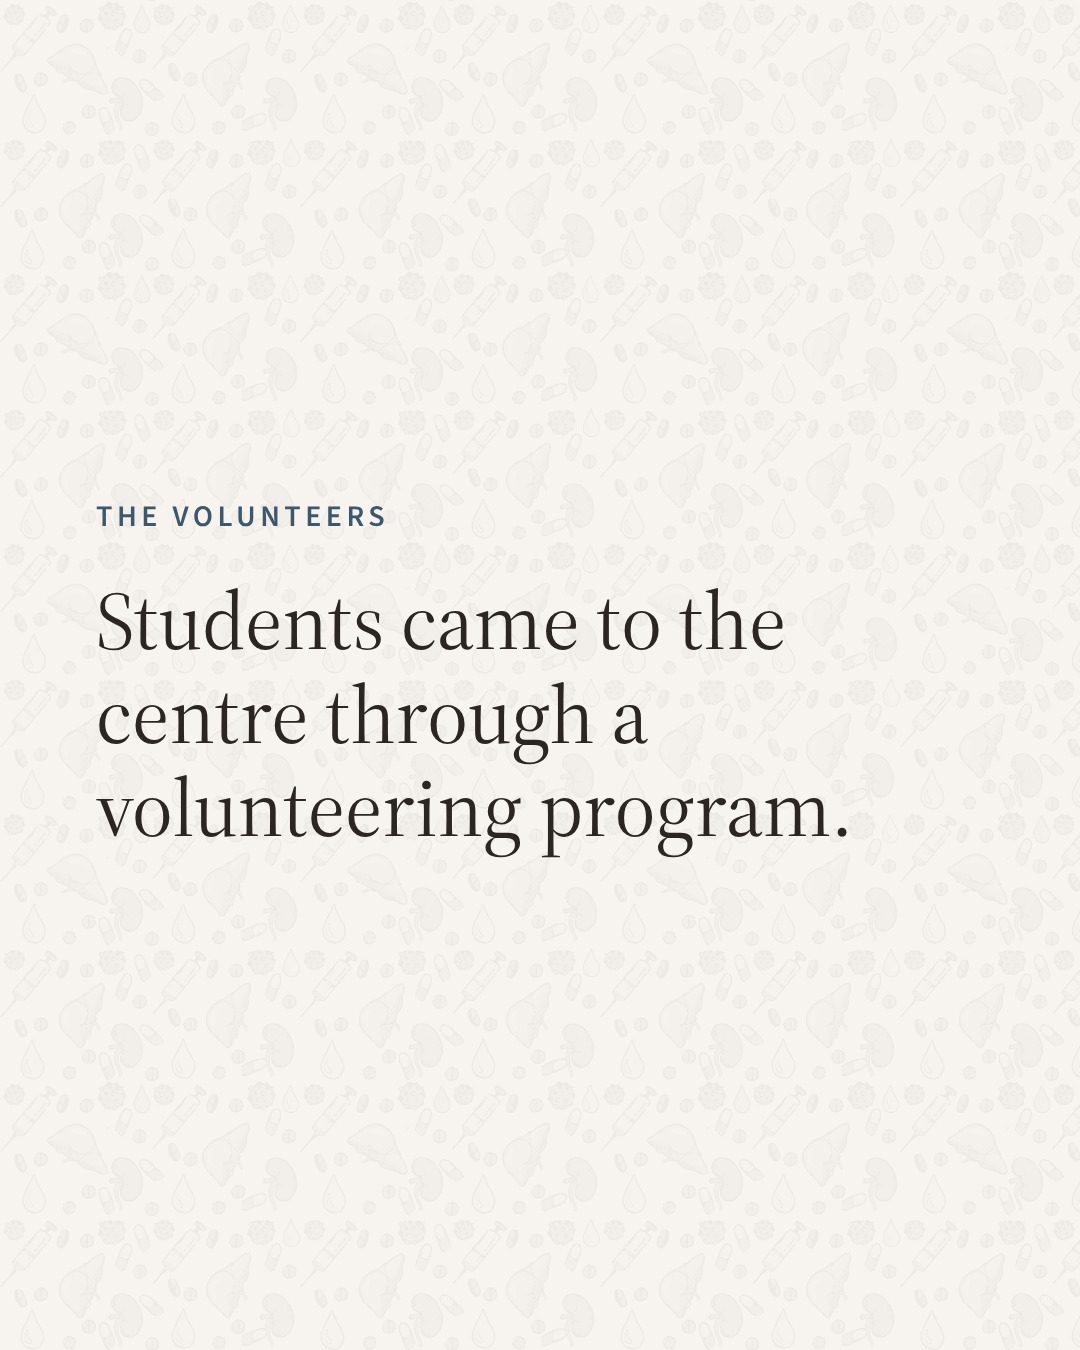 THE VOLUNTEERS
Students came to the
centre through a
volunteering program.